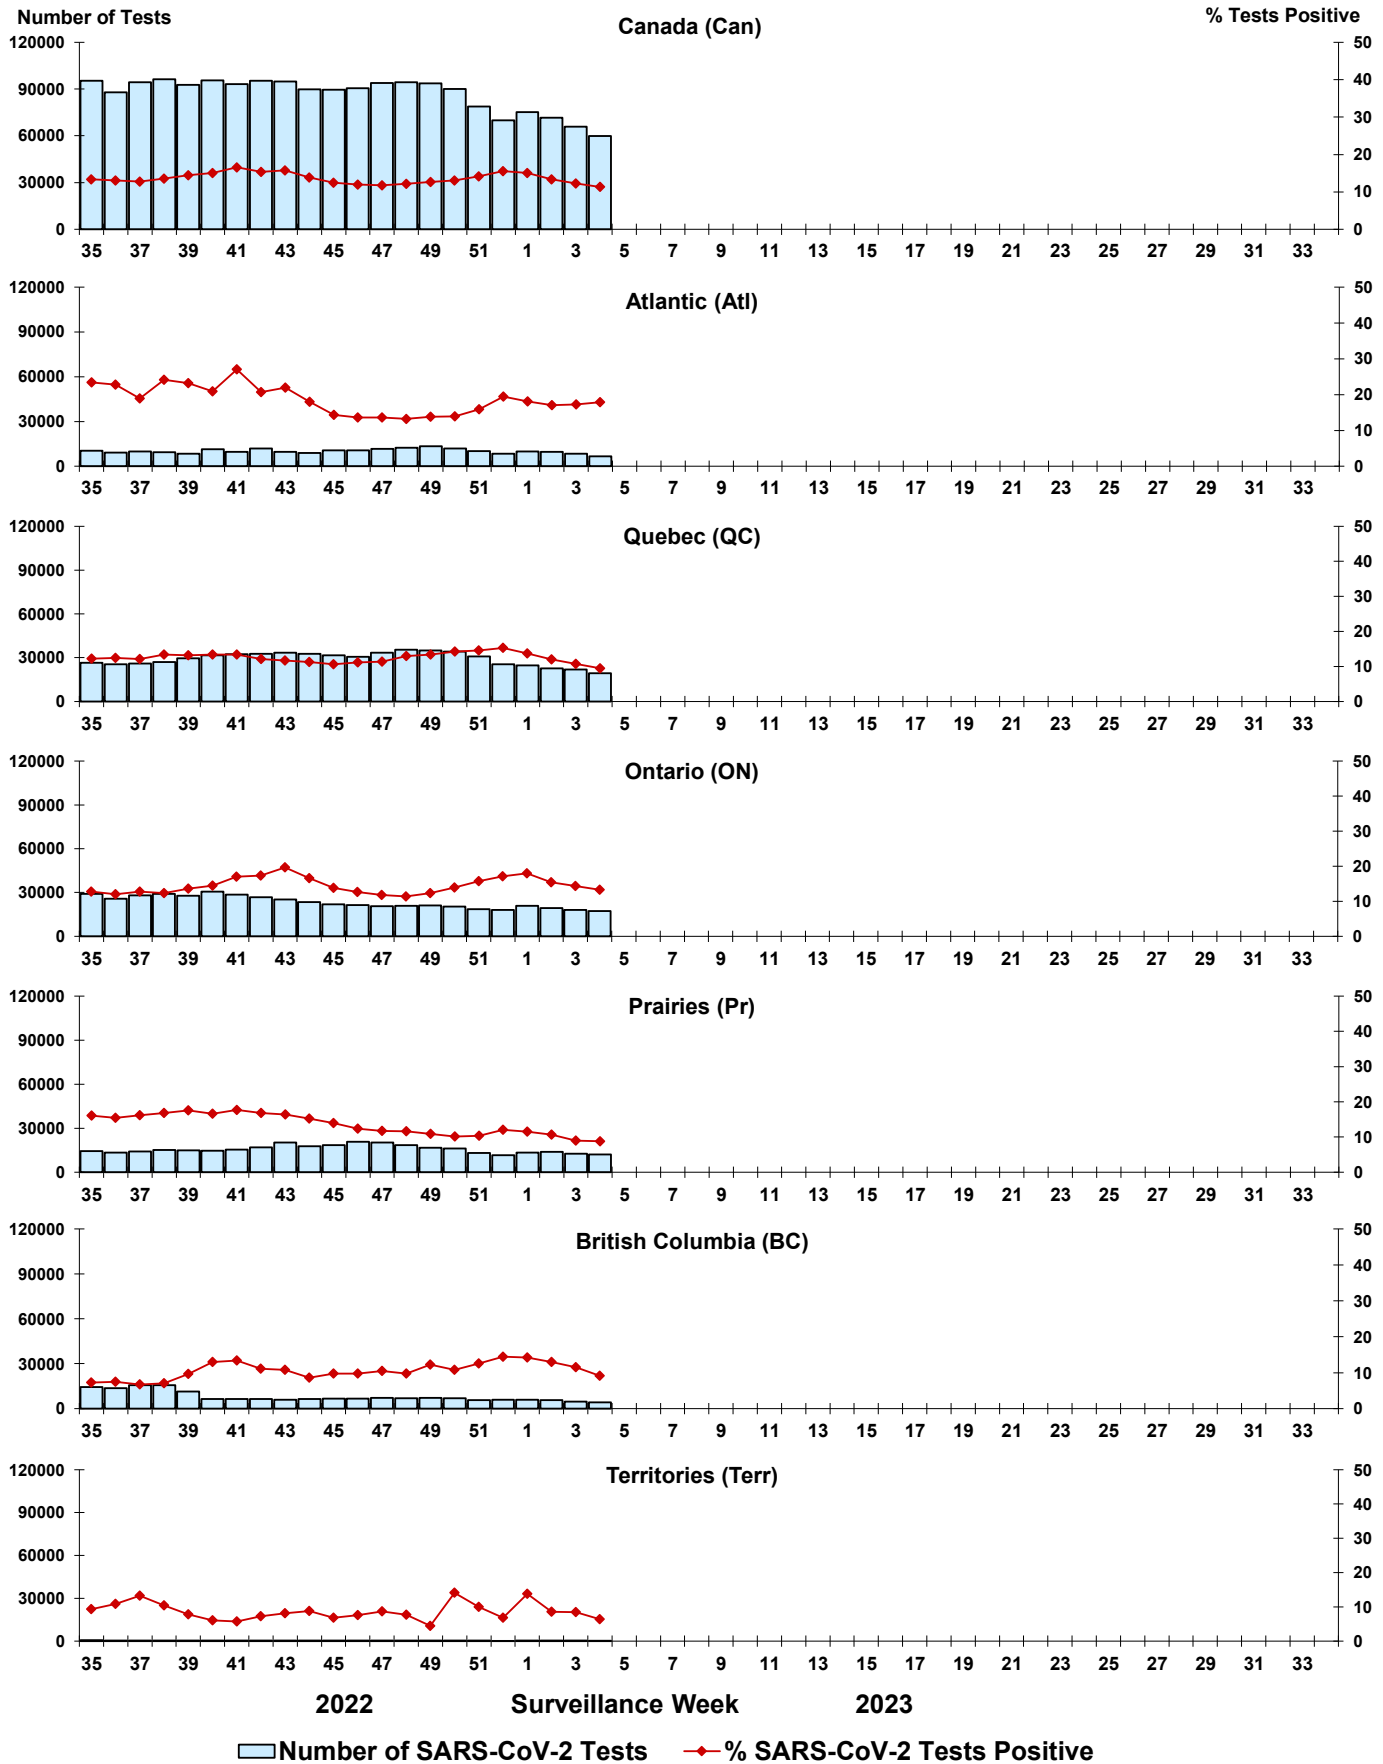 Number of Tests
% Tests Positive
Canada (Can)
120000 50
90000 40
60000 30
30000 20
0 10
0
35 37 39 41 43 45 47 49 51 1 3 5 7 9 11 13 15 17 19 21 23 25 27 29 31 33
Atlantic (Atl)
120000 50
90000 40
60000 30
30000 20
0 10
0
35 37 39 41 43 45 47 49 51 1 3 5 7 9 11 13 15 17 19 21 23 25 27 29 31 33
Quebec (QC)
120000 50
90000 40
60000 30
30000 20
0 10
0
35 37 39 41 43 45 47 49 51 1 3 5 7 9 11 13 15 17 19 21 23 25 27 29 31 33
Ontario (ON)
120000 50
90000 40
60000 30
30000 20
0 10
0
35 37 39 41 43 45 47 49 51 1 3 5 7 9 11 13 15 17 19 21 23 25 27 29 31 33
Prairies (Pr)
120000 50
90000 40
60000 30
30000 20
0 10
0
35 37 39 41 43 45 47 49 51 1 3 5 7 9 11 13 15 17 19 21 23 25 27 29 31 33
British Columbia (BC)
120000 50
90000 40
60000 30
30000 20
0 10
0
35 37 39 41 43 45 47 49 51 1 3 5 7 9 11 13 15 17 19 21 23 25 27 29 31 33
Territories (Terr)
120000 50
90000 40
60000 30
30000 20
0 10
0
35 37 39 41 43 45 47 49 51 1 3 5 7 9 11 13 15 17 19 21 23 25 27 29 31 33
2022 Surveillance Week 2023
Number of SARS-CoV-2 Tests % SARS-CoV-2 Tests Positive